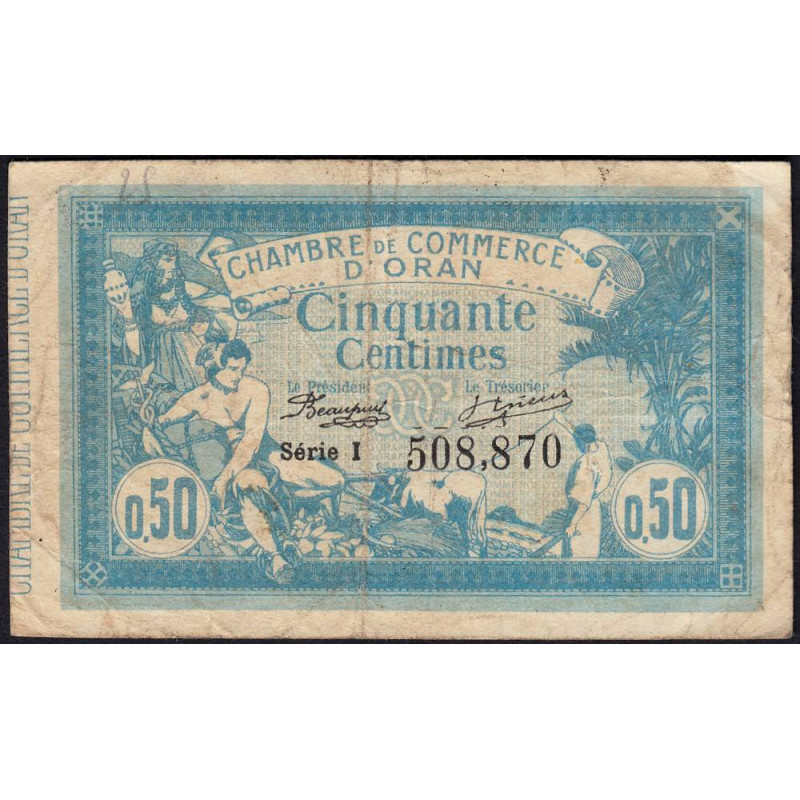 28
CHAMBRE DE COMMERCE D'ORAN
CHAMBRE DE COMMERCE
D'ORAN
Cinquante
Centimes
Le Président Le Trésorier
Série I 508,870
0,50 0,50